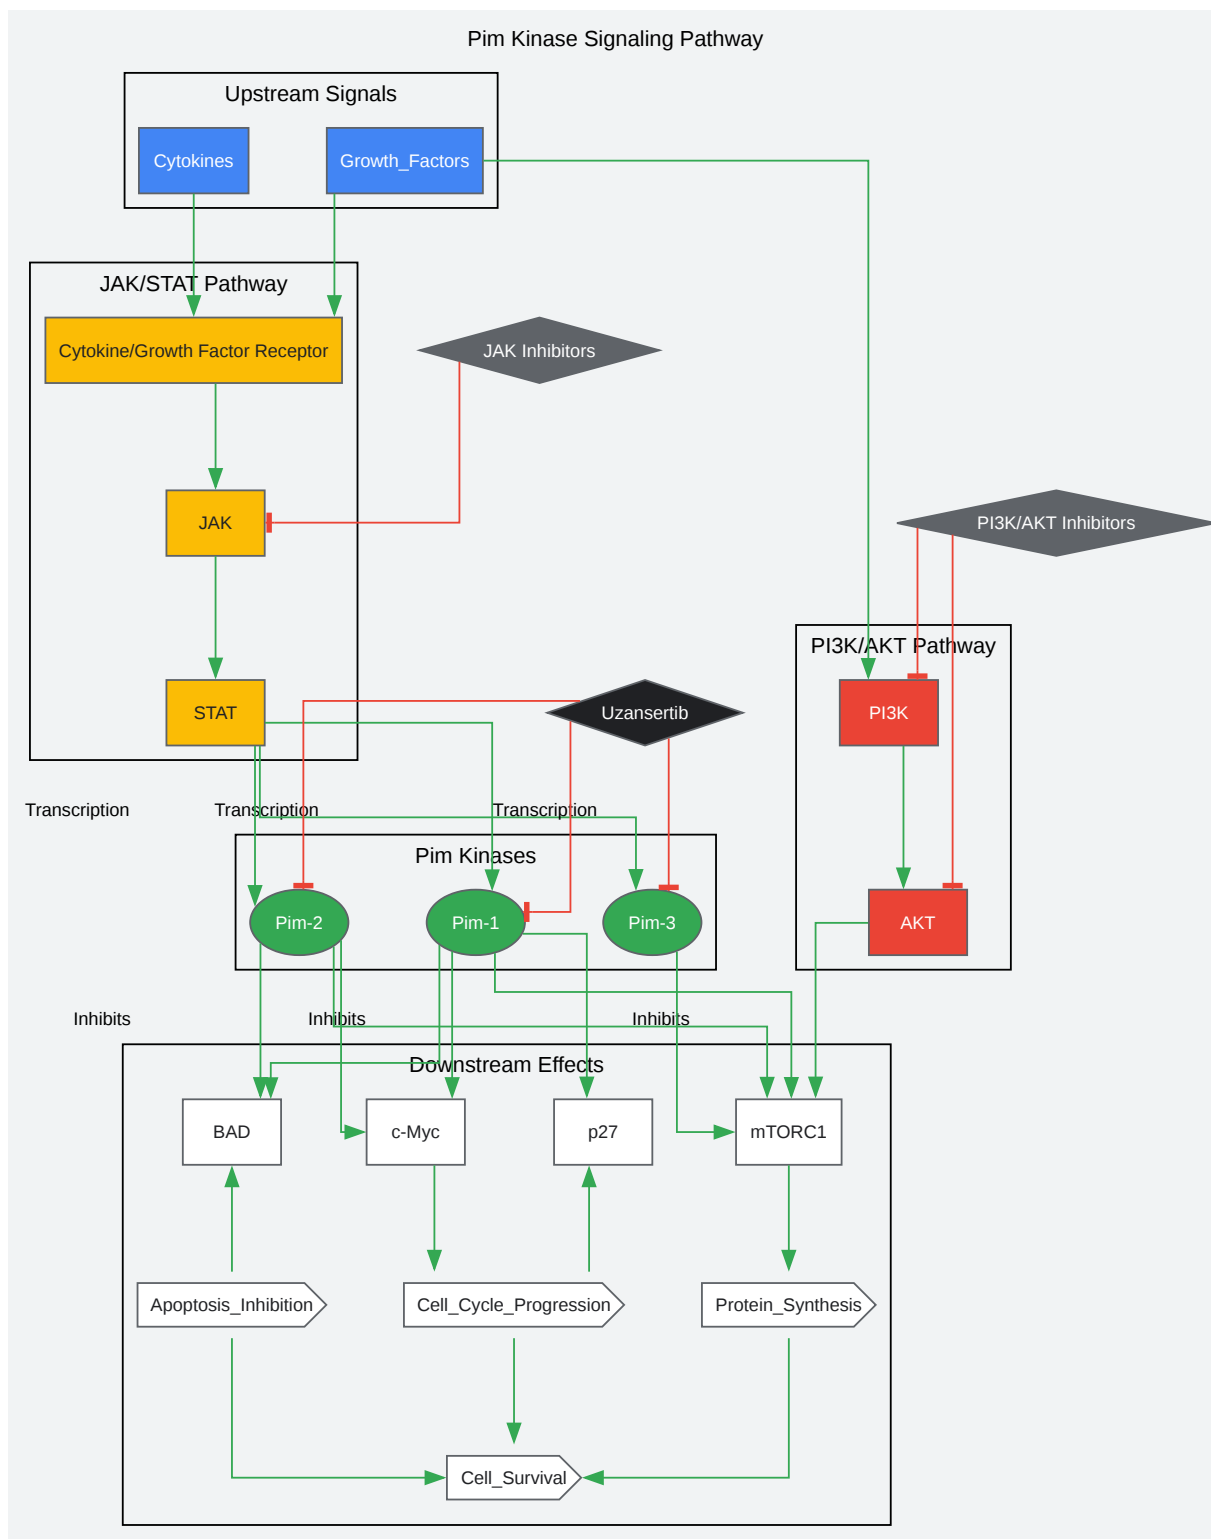 Pim Kinase Signaling Pathway
Upstream Signals
Cytokines
Growth_Factors
JAK/STAT Pathway
Cytokine/Growth Factor Receptor
JAK Inhibitors
JAK
PI3K/AKT Inhibitors
PI3K/AKT Pathway
STAT
Uzansertib
PI3K
Transcription
Transcription
Transcription
Pim Kinases
Pim-2
Pim-1
Pim-3
AKT
Inhibits
Inhibits
Inhibits
Downstream Effects
BAD
c-Myc
p27
mTORC1
Apoptosis_Inhibition
Cell_Cycle_Progression
Protein_Synthesis
Cell_Survival